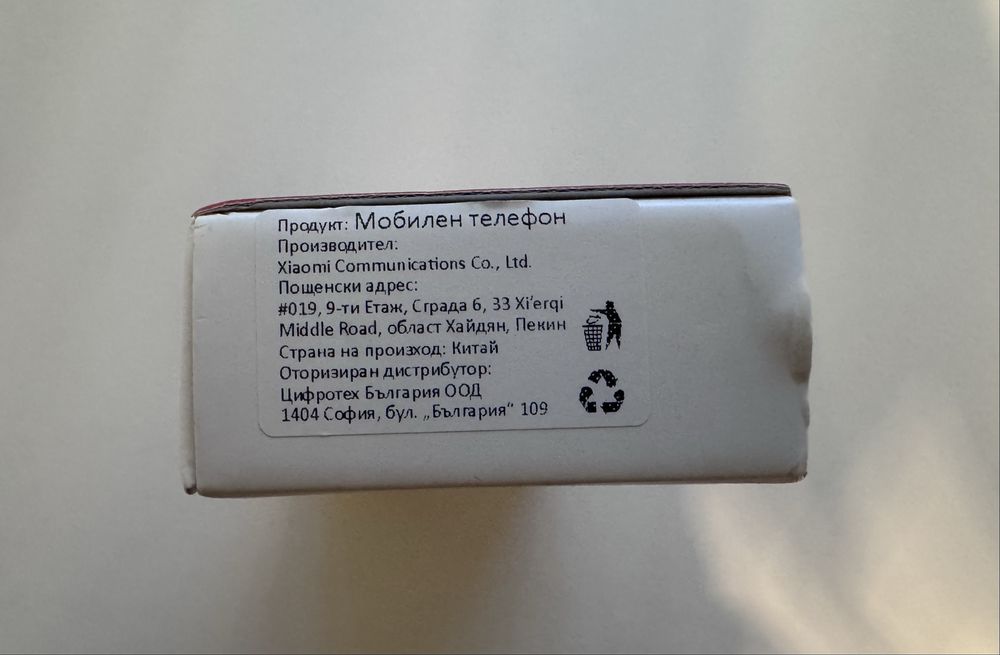 Продукт: Мобилен телефон
Производител:
Xiaomi Communications Co., Ltd.
Пощенски адрес:
#019, 9-ти Етаж, Сграда 6, 33 Xi'erqi
Middle Road, област Хайдян, Пекин
Страна на произход: Китай
Оторизиран дистрибутор:
Цифротех България ООД
1404 София, бул. „България“ 109